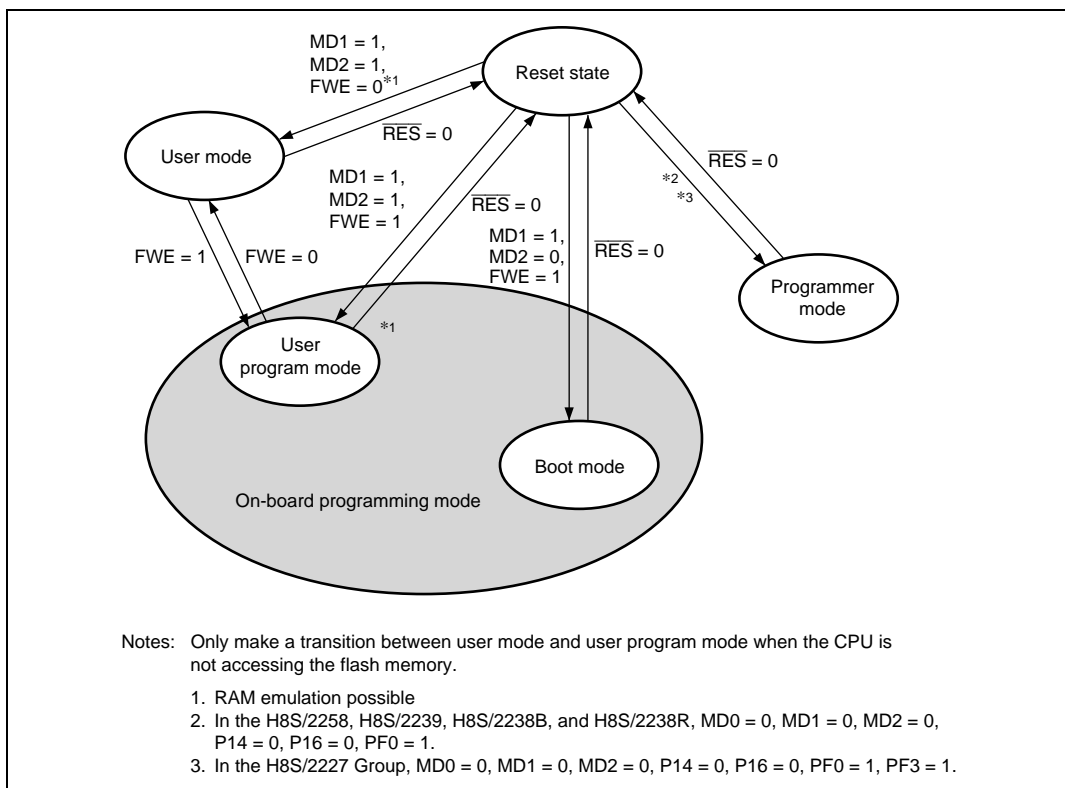 MD1 = 1,
MD2 = 1,
FWE = 0*1
Reset state
RES = 0
User mode
RES = 0
*2
*3
MD1 = 1,
MD2 = 1,
FWE = 1
RES = 0
MD1 = 1,
MD2 = 0,
FWE = 1
RES = 0
FWE = 1
FWE = 0
Programmer
mode
*1
User
program mode
Boot mode
On-board programming mode
Notes: Only make a transition between user mode and user program mode when the CPU is
not accessing the flash memory.
1. RAM emulation possible
2. In the H8S/2258, H8S/2239, H8S/2238B, and H8S/2238R, MD0 = 0, MD1 = 0, MD2 = 0,
P14 = 0, P16 = 0, PF0 = 1.
3. In the H8S/2227 Group, MD0 = 0, MD1 = 0, MD2 = 0, P14 = 0, P16 = 0, PF0 = 1, PF3 = 1.